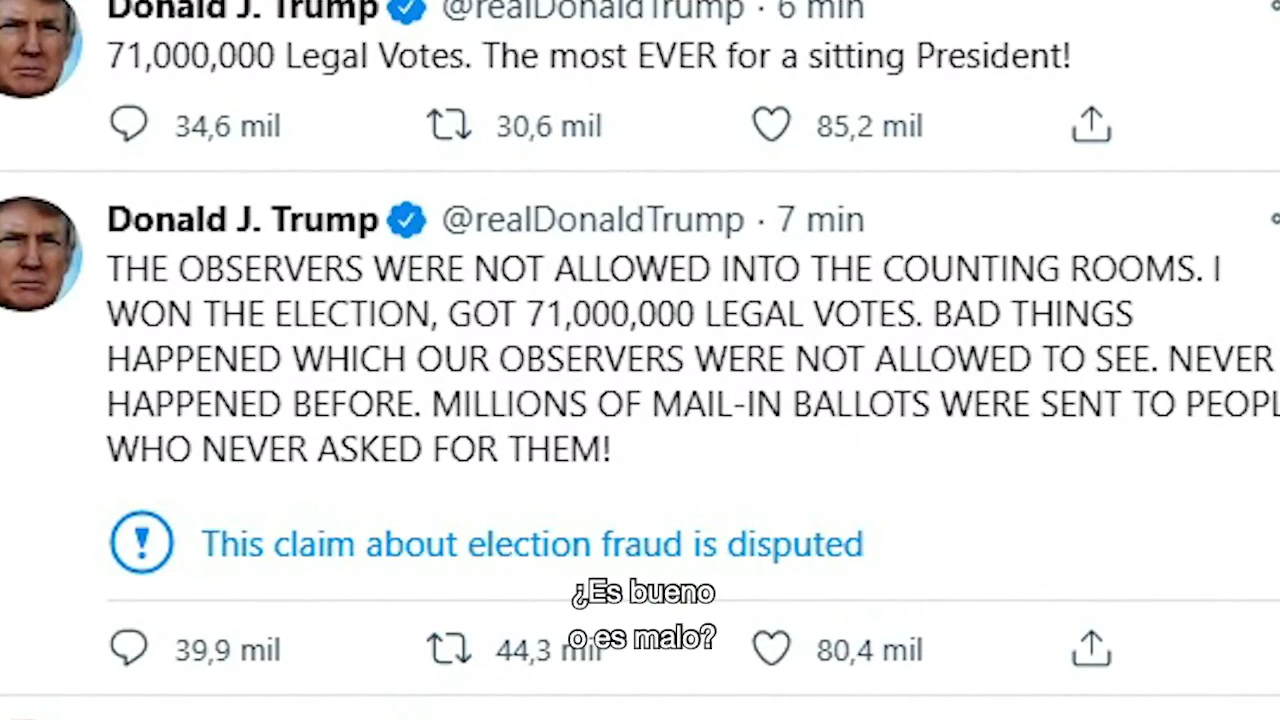 Donald J. Trump @realDonaldTrump · 6 min
71,000,000 Legal Votes. The most EVER for a sitting President!
34,6 mil 30,6 mil 85,2 mil
Donald J. Trump @realDonaldTrump · 7 min
THE OBSERVERS WERE NOT ALLOWED INTO THE COUNTING ROOMS. I
WON THE ELECTION, GOT 71,000,000 LEGAL VOTES. BAD THINGS
HAPPENED WHICH OUR OBSERVERS WERE NOT ALLOWED TO SEE. NEVER
HAPPENED BEFORE. MILLIONS OF MAIL-IN BALLOTS WERE SENT TO PEOPL
WHO NEVER ASKED FOR THEM!
This claim about election fraud is disputed
¿Es bueno
o es malo?
39,9 mil 44,3 mil 80,4 mil